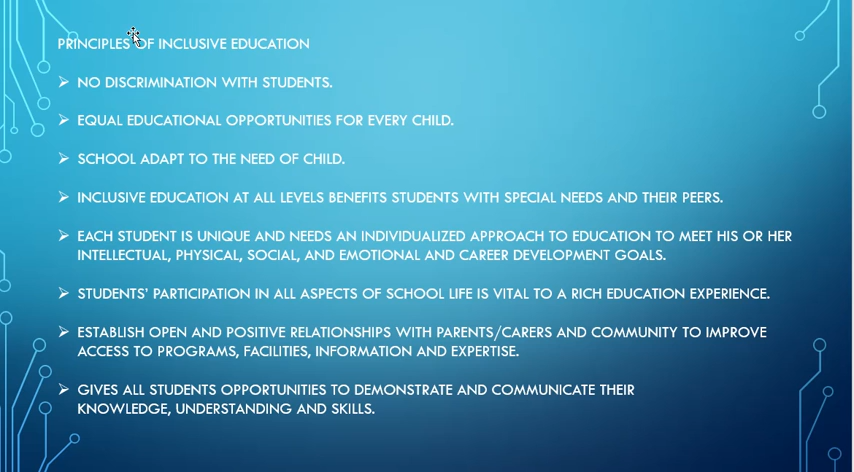 PRINCIPLES OF INCLUSIVE EDUCATION
NO DISCRIMINATION WITH STUDENTS.
EQUAL EDUCATIONAL OPPORTUNITIES FOR EVERY CHILD.
SCHOOL ADAPT TO THE NEED OF CHILD.
INCLUSIVE EDUCATION AT ALL LEVELS BENEFITS STUDENTS WITH SPECIAL NEEDS AND THEIR PEERS.
EACH STUDENT IS UNIQUE AND NEEDS AN INDIVIDUALIZED APPROACH TO EDUCATION TO MEET HIS OR HER
INTELLECTUAL, PHYSICAL, SOCIAL, AND EMOTIONAL AND CAREER DEVELOPMENT GOALS.
STUDENTS' PARTICIPATION IN ALL ASPECTS OF SCHOOL LIFE IS VITAL TO A RICH EDUCATION EXPERIENCE.
ESTABLISH OPEN AND POSITIVE RELATIONSHIPS WITH PARENTS/CARERS AND COMMUNITY TO IMPROVE
ACCESS TO PROGRAMS, FACILITIES, INFORMATION AND EXPERTISE.
GIVES ALL STUDENTS OPPORTUNITIES TO DEMONSTRATE AND COMMUNICATE THEIR
KNOWLEDGE, UNDERSTANDING AND SKILLS.